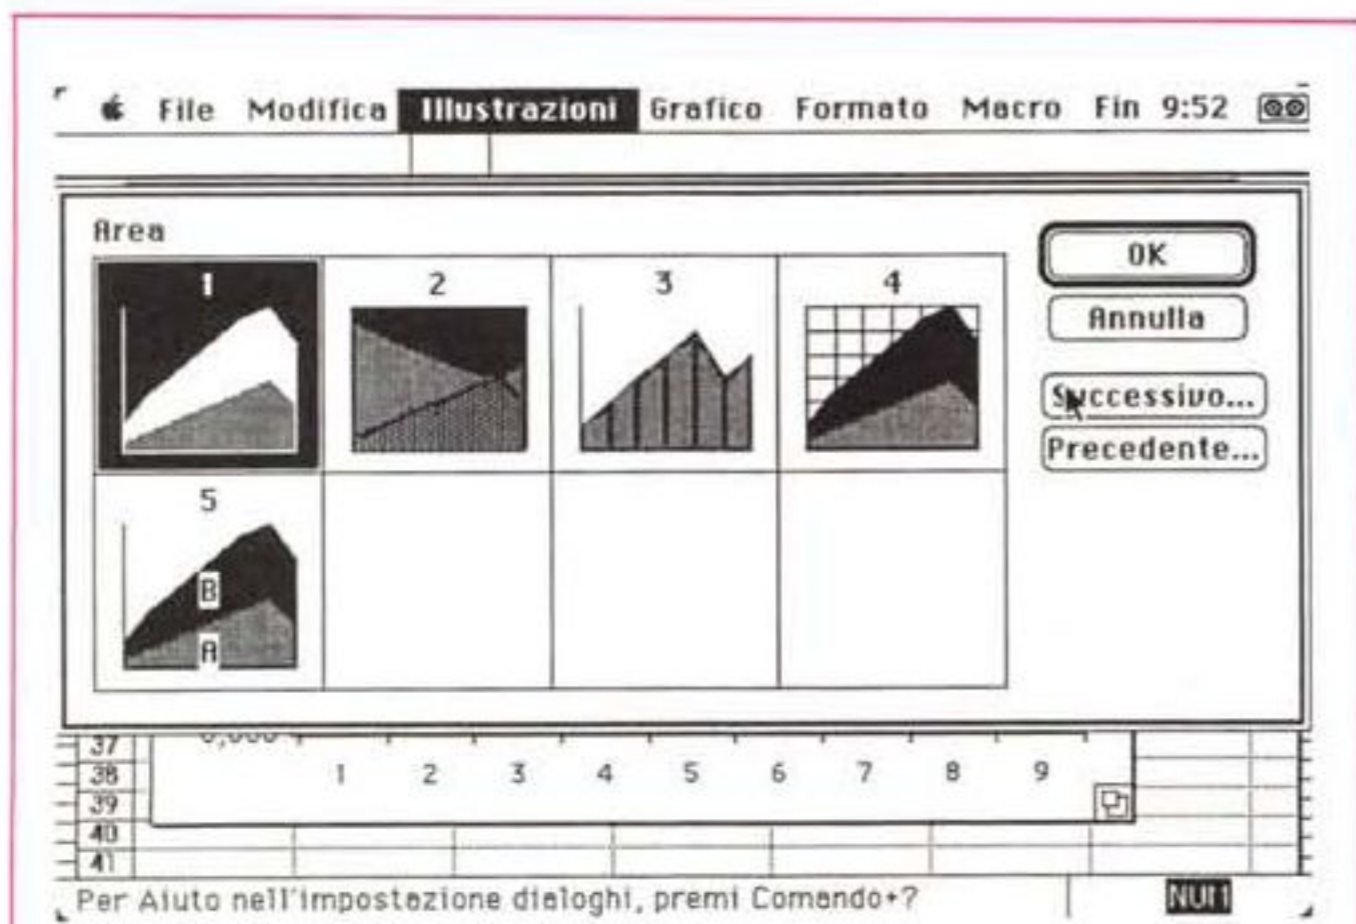 File Modifica Illustrazioni Grafico Formato Macro Fin 9:52
Area
1 2 3 4
5
B
A
OK
Annulla
Successivo...
Precedente...
37
38
39
40
41
0,000
1 2 3 4 5 6 7 8 9
Per Aiuto nell'impostazione dialoghi, premi Comando+?
NUM